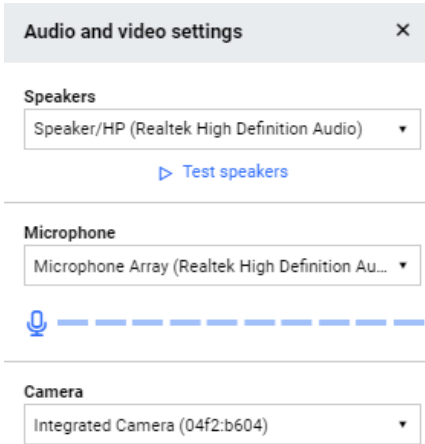 Audio and video settings
Speakers
Speaker/HP (Realtek High Definition Audio)
Test speakers
Microphone
Microphone Array (Realtek High Definition Au...
Camera
Integrated Camera (04f2:b604)